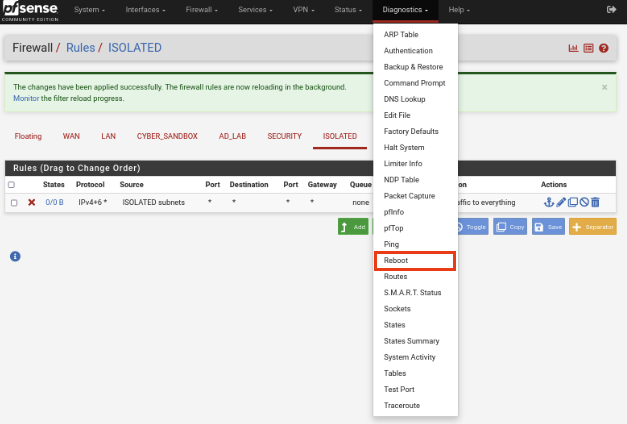 pfsense
COMMUNITY EDITION
System Interfaces Firewall Services VPN Status Diagnostics Help
Firewall / Rules / ISOLATED
The changes have been applied successfully. The firewall rules are now reloading in the background.
Monitor the filter reload progress.
×
Floating WAN LAN CYBER_SANDBOX AD_LAB SECURITY ISOLATED
Rules (Drag to Change Order)
States Protocol Source Port Destination Port Gateway Queue on Actions
0/0 B IPv4+6 * ISOLATED subnets * * * * none affic to everything
Add Toggle Copy Save Separator
ARP Table
Authentication
Backup & Restore
Command Prompt
DNS Lookup
Edit File
Factory Defaults
Halt System
Limiter Info
NDP Table
Packet Capture
pfInfo
pfTop
Ping
Reboot
Routes
S.M.A.R.T. Status
Sockets
States
States Summary
System Activity
Tables
Test Port
Traceroute